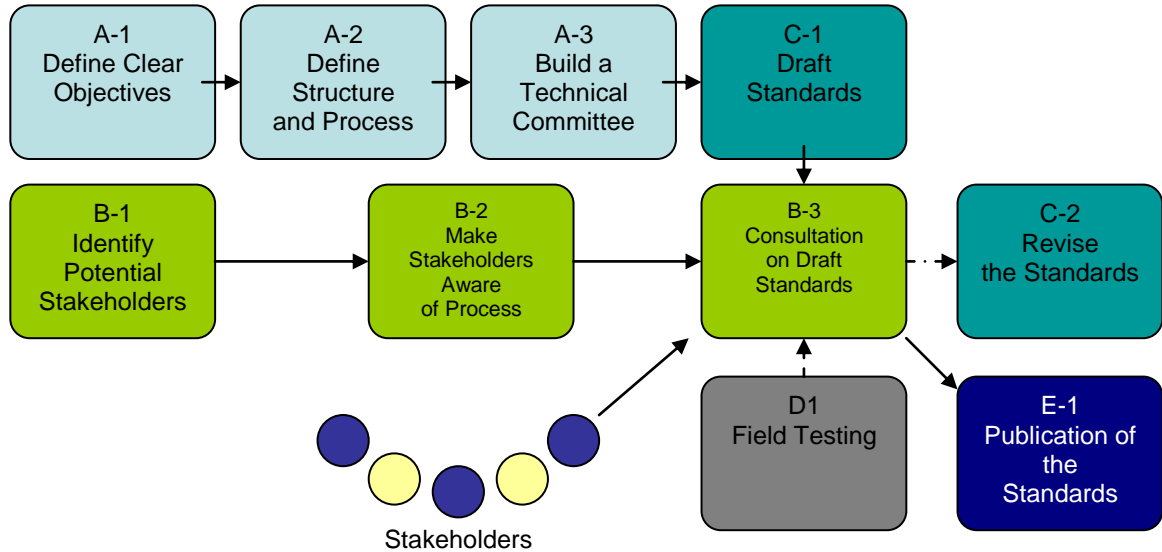 A-1
Define Clear
Objectives
A-2
Define
Structure
and Process
A-3
Build a
Technical
Committee
C-1
Draft
Standards
B-1
Identify
Potential
Stakeholders
B-2
Make
Stakeholders
Aware
of Process
B-3
Consultation
on Draft
Standards
C-2
Revise
the Standards
D1
Field Testing
E-1
Publication of
the
Standards
Stakeholders